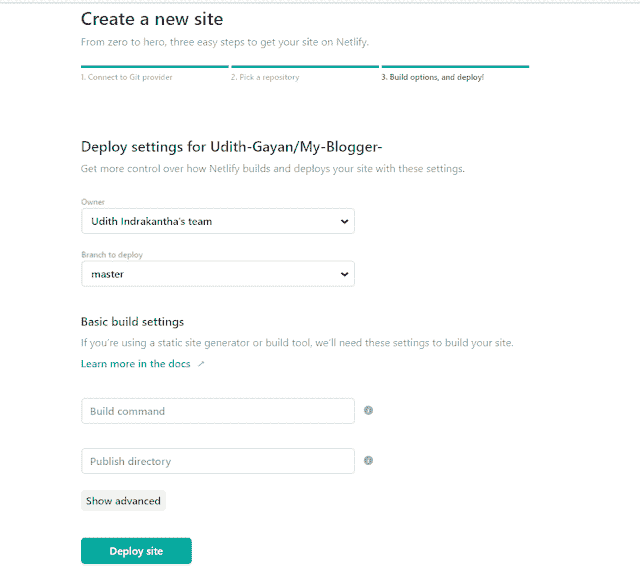 Create a new site
From zero to hero, three easy steps to get your site on Netlify.
1. Connect to Git provider
2. Pick a repository
3. Build options, and deploy!
Deploy settings for Udith-Gayan/My-Blogger-
Get more control over how Netlify builds and deploys your site with these settings.
Owner
Udith Indrakantha's team
Branch to deploy
master
Basic build settings
If you're using a static site generator or build tool, we'll need these settings to build your site.
Learn more in the docs
Build command
Publish directory
Show advanced
Deploy site